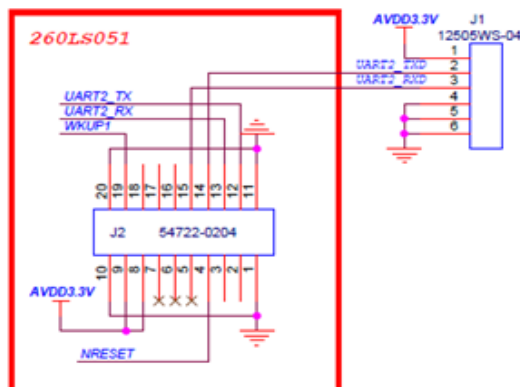 260LS051
AVDD3.3V
J1
12505WS-04
1
UART2_TXD 2
UART2_RXD 3
4
5
6
UART2_TX
UART2_RX
WKUP1
20 19 18 17 16 15 14 13 12 11
J2 54722-0204
10 9 8 7 6 5 4 3 2 1
AVDD3.3V
NRESET